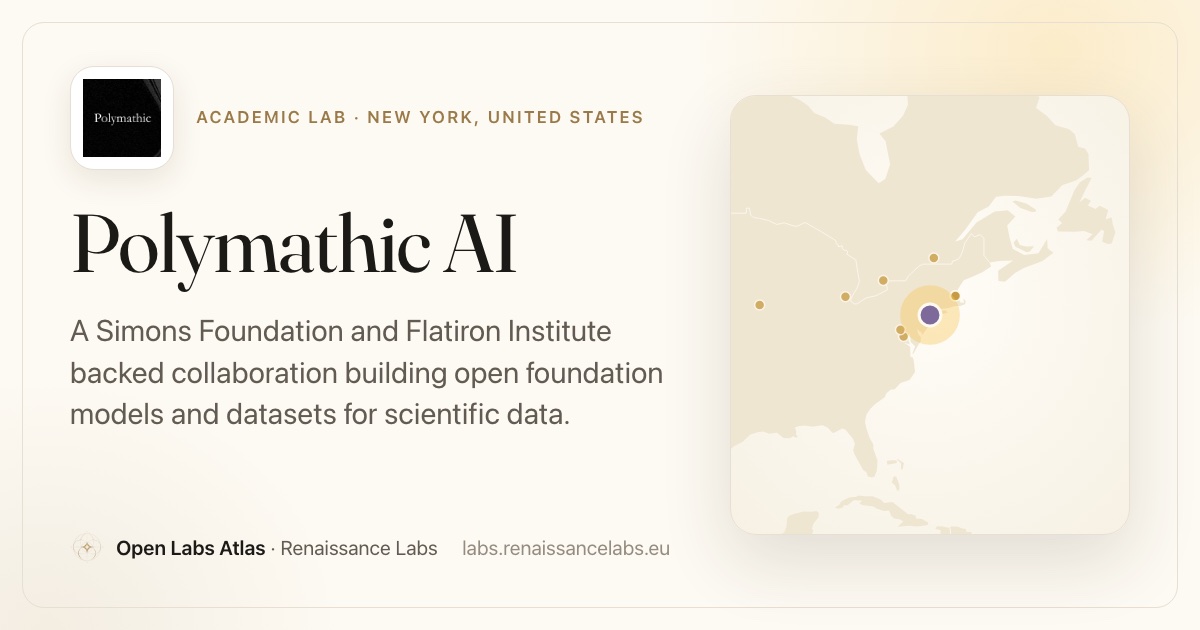 Polymathic
ACADEMIC LAB · NEW YORK, UNITED STATES
Polymathic AI
A Simons Foundation and Flatiron Institute
backed collaboration building open foundation
models and datasets for scientific data.
Open Labs Atlas · Renaissance Labs labs.renaissancelabs.eu